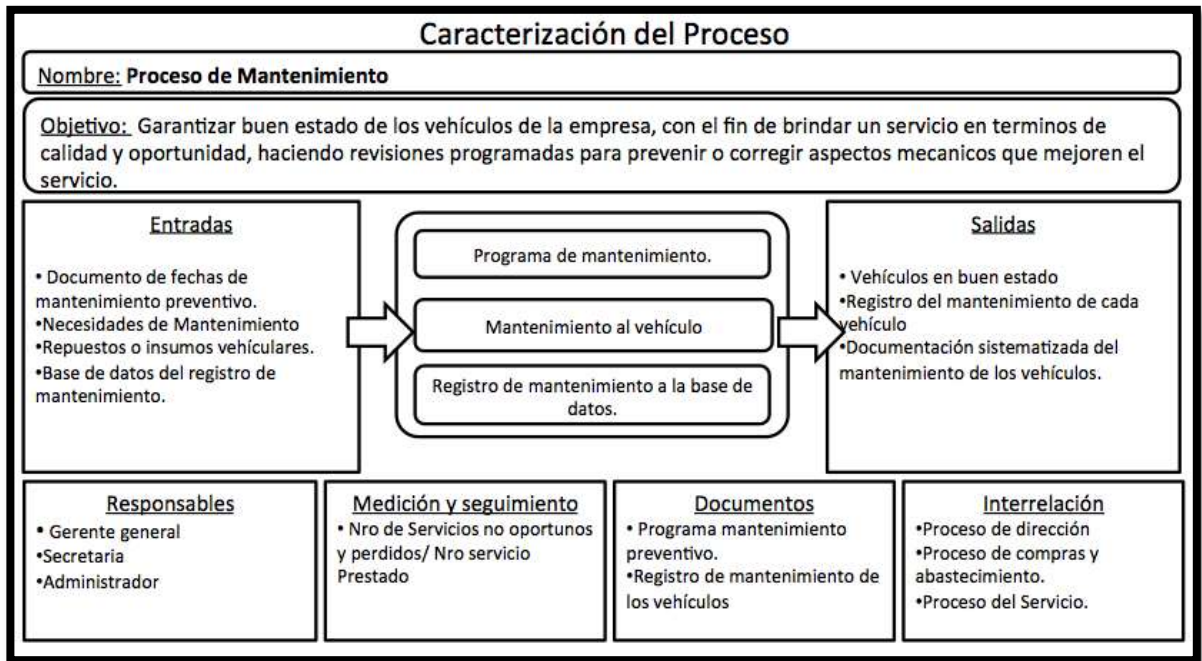 Caracterización del Proceso
Nombre: Proceso de Mantenimiento
Objetivo: Garantizar buen estado de los vehículos de la empresa, con el fin de brindar un servicio en terminos de
calidad y oportunidad, haciendo revisiones programadas para prevenir o corregir aspectos mecanicos que mejoren el
servicio.
Entradas
• Documento de fechas de
mantenimiento preventivo.
•Necesidades de Mantenimiento
•Repuestos o insumos vehículares.
•Base de datos del registro de
mantenimiento.
Programa de mantenimiento.
Mantenimiento al vehículo
Registro de mantenimiento a la base de
datos.
Salidas
• Vehículos en buen estado
•Registro del mantenimiento de cada
vehículo
•Documentación sistematizada del
mantenimiento de los vehículos.
Responsables
• Gerente general
•Secretaria
•Administrador
Medición y seguimiento
• Nro de Servicios no oportunos
y perdidos/ Nro servicio
Prestado
Documentos
• Programa mantenimiento
preventivo.
•Registro de mantenimiento de
los vehículos
Interrelación
•Proceso de dirección
•Proceso de compras y
abastecimiento.
•Proceso del Servicio.